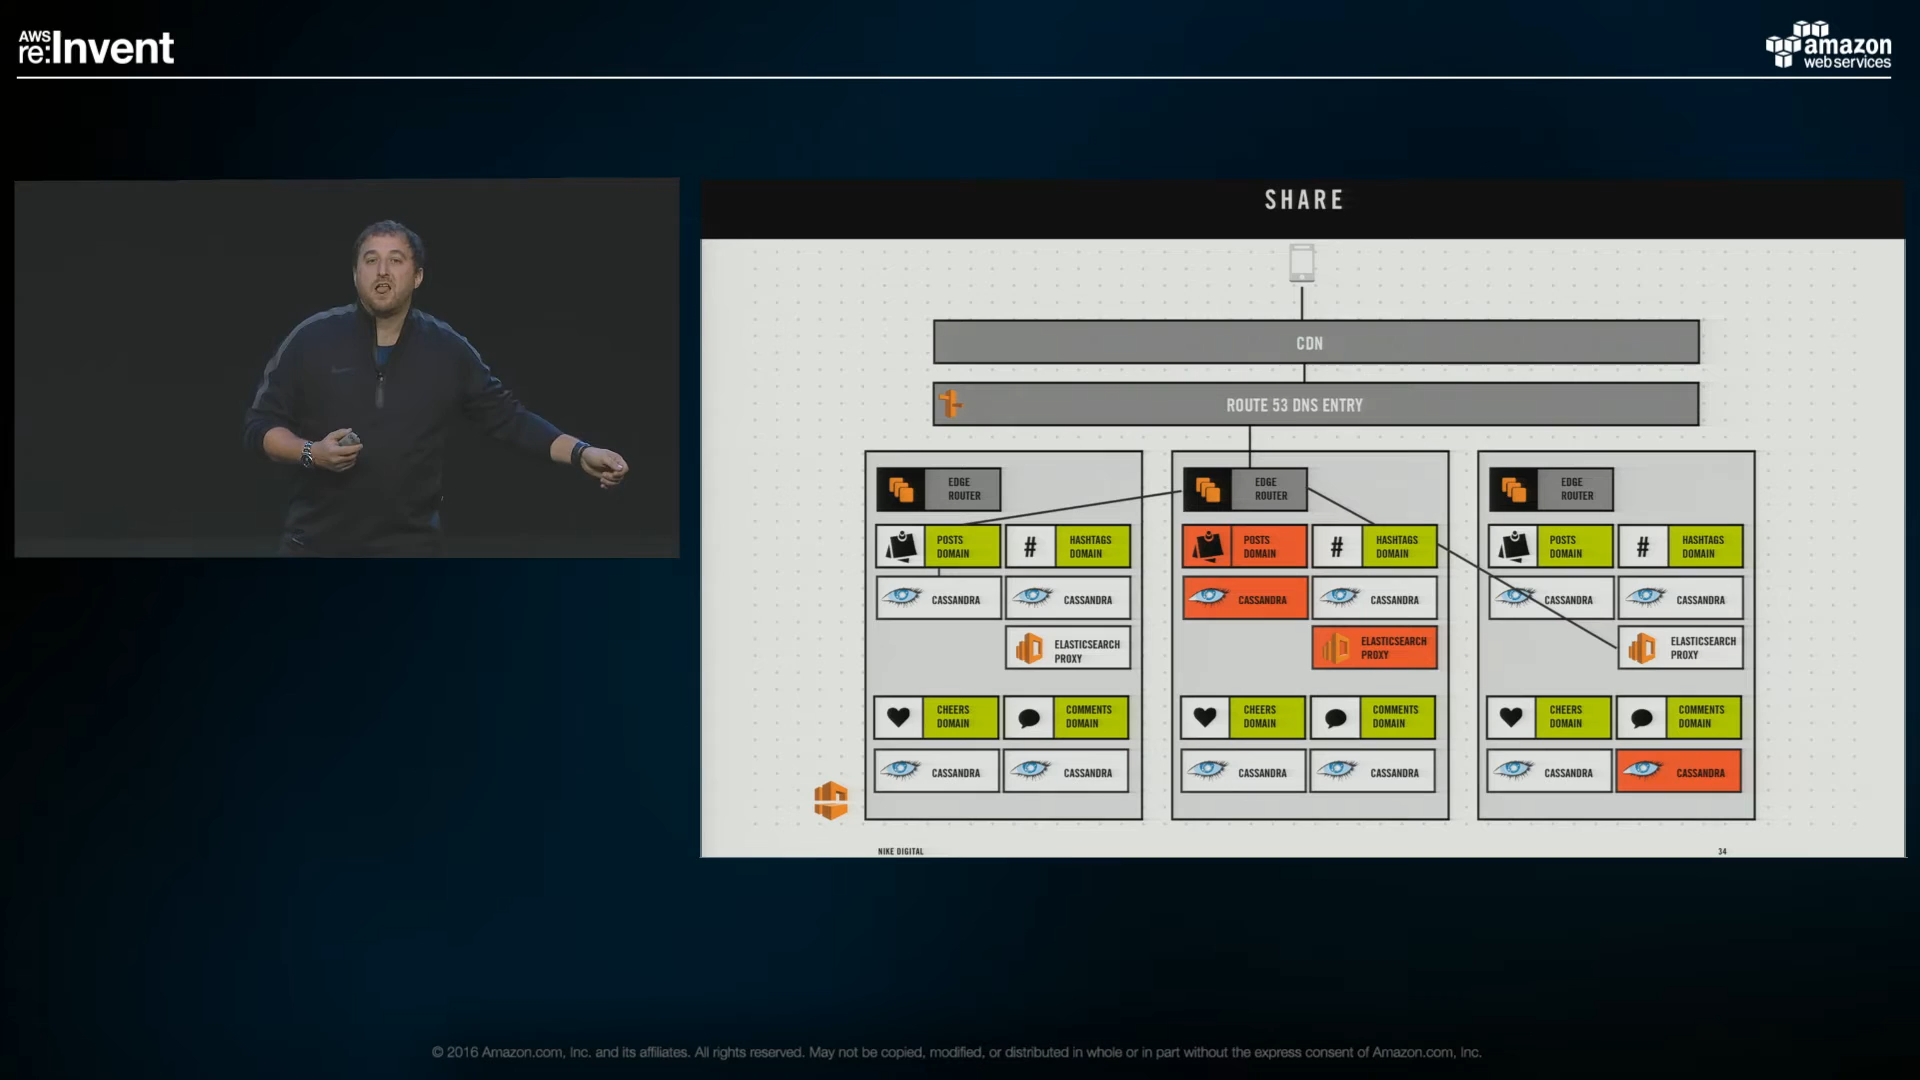 AWS
re:Invent
amazon
web services
SHARE
CDN
ROUTE 53 DNS ENTRY
EDGE
ROUTER
POSTS
DOMAIN
#
HASHTAGS
DOMAIN
CASSANDRA
CASSANDRA
ELASTICSEARCH
PROXY
CHEERS
DOMAIN
COMMENTS
DOMAIN
CASSANDRA
CASSANDRA
EDGE
ROUTER
POSTS
DOMAIN
#
HASHTAGS
DOMAIN
CASSANDRA
CASSANDRA
ELASTICSEARCH
PROXY
CHEERS
DOMAIN
COMMENTS
DOMAIN
CASSANDRA
CASSANDRA
EDGE
ROUTER
POSTS
DOMAIN
#
HASHTAGS
DOMAIN
CASSANDRA
CASSANDRA
ELASTICSEARCH
PROXY
CHEERS
DOMAIN
COMMENTS
DOMAIN
CASSANDRA
CASSANDRA
NIKE DIGITAL
34
© 2016 Amazon.com, Inc. and its affiliates. All rights reserved. May not be copied, modified, or distributed in whole or in part without the express consent of Amazon.com, Inc.